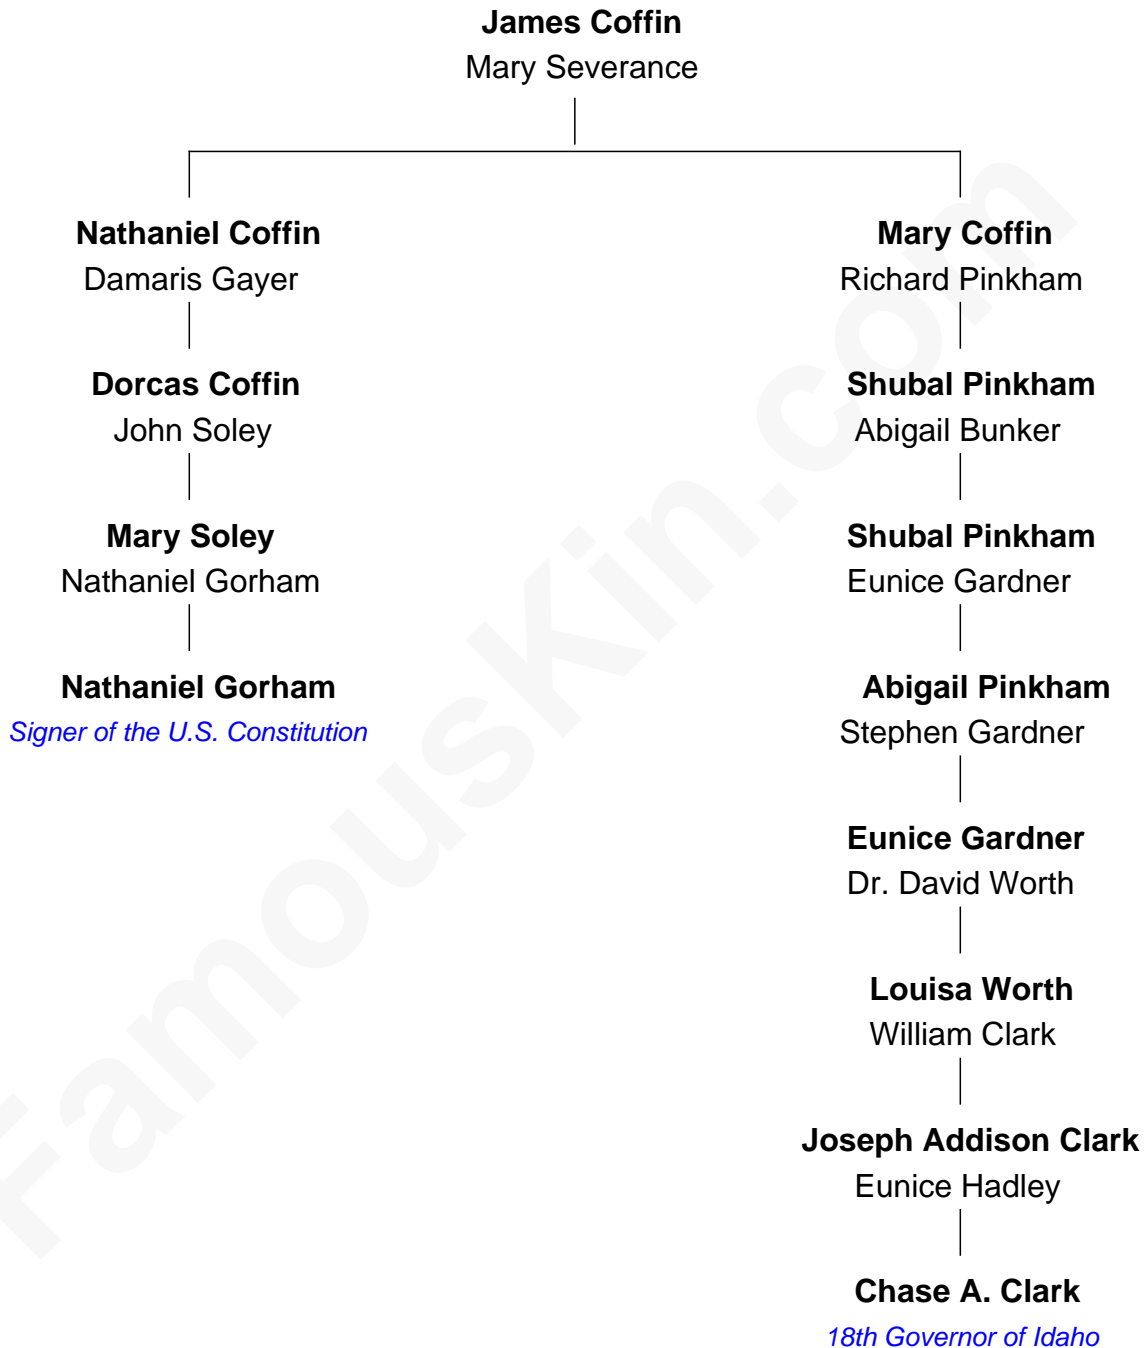 James Coffin
Mary Severance
Nathaniel Coffin
Damaris Gayer
Mary Coffin
Richard Pinkham
Dorcas Coffin
John Soley
Shubal Pinkham
Abigail Bunker
Mary Soley
Nathaniel Gorham
Shubal Pinkham
Eunice Gardner
Nathaniel Gorham
Signer of the U.S. Constitution
Abigail Pinkham
Stephen Gardner
Eunice Gardner
Dr. David Worth
Louisa Worth
William Clark
Joseph Addison Clark
Eunice Hadley
Chase A. Clark
18th Governor of Idaho
FamousKin.com